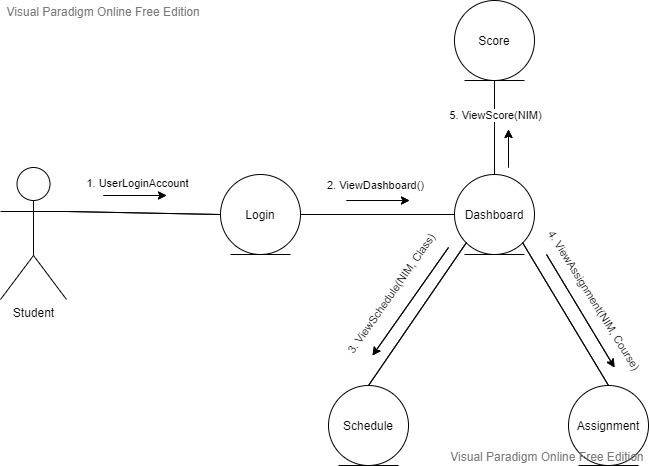 Visual Paradigm Online Free Edition
Score
5. ViewScore(NIM)
1. UserLoginAccount
2. ViewDashboard()
Login
Dashboard
Student
3. ViewSchedule(NIM, Class)
4. ViewAssignment(NIM, Course)
Schedule
Assignment
Visual Paradigm Online Free Edition